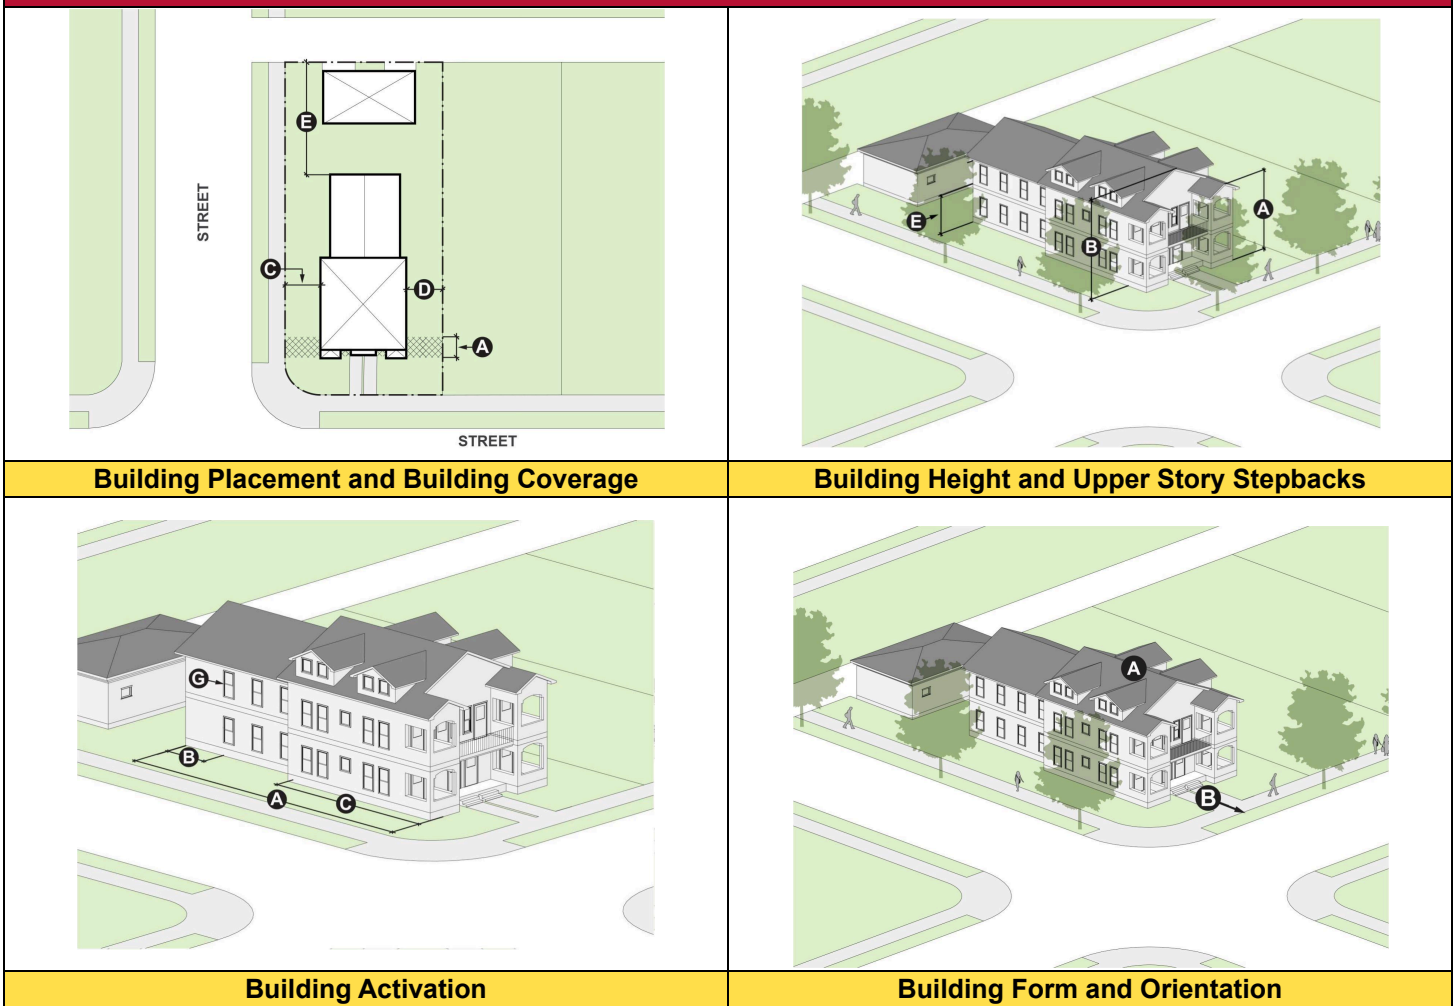 E
STREET
C
D
A
STREET
A
E
B
Building Placement and Building Coverage
Building Height and Upper Story Stepbacks
G
B
A
C
A
B
Building Activation
Building Form and Orientation